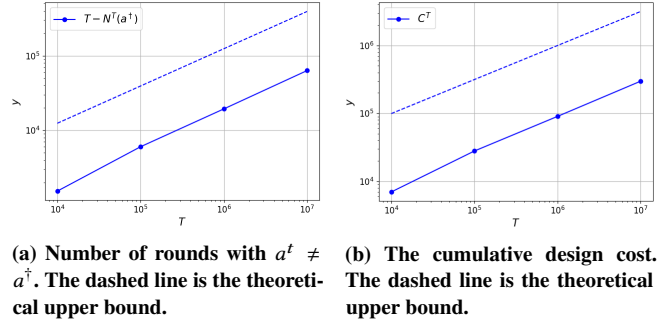 T − N^T(a^†)
y
10^5
10^4
10^4 10^5 10^6 10^7
T
C^T
y
10^6
10^5
10^4
10^4 10^5 10^6 10^7
T
(a) Number of rounds with a^t ≠
a^†. The dashed line is the theoreti-
cal upper bound.
(b) The cumulative design cost.
The dashed line is the theoretical
upper bound.